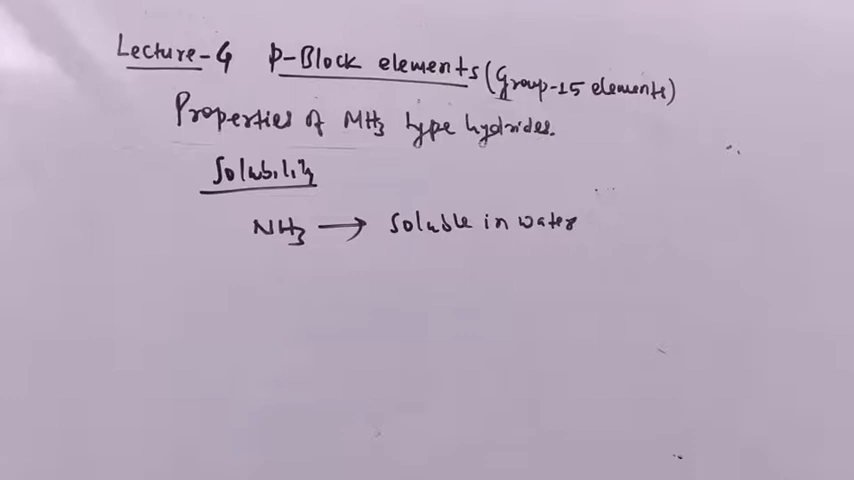 Lecture-4 p-Block elements (Group-15 elements)
Properties of MH3 type hydrides.
Solubility
NH3 → Soluble in water